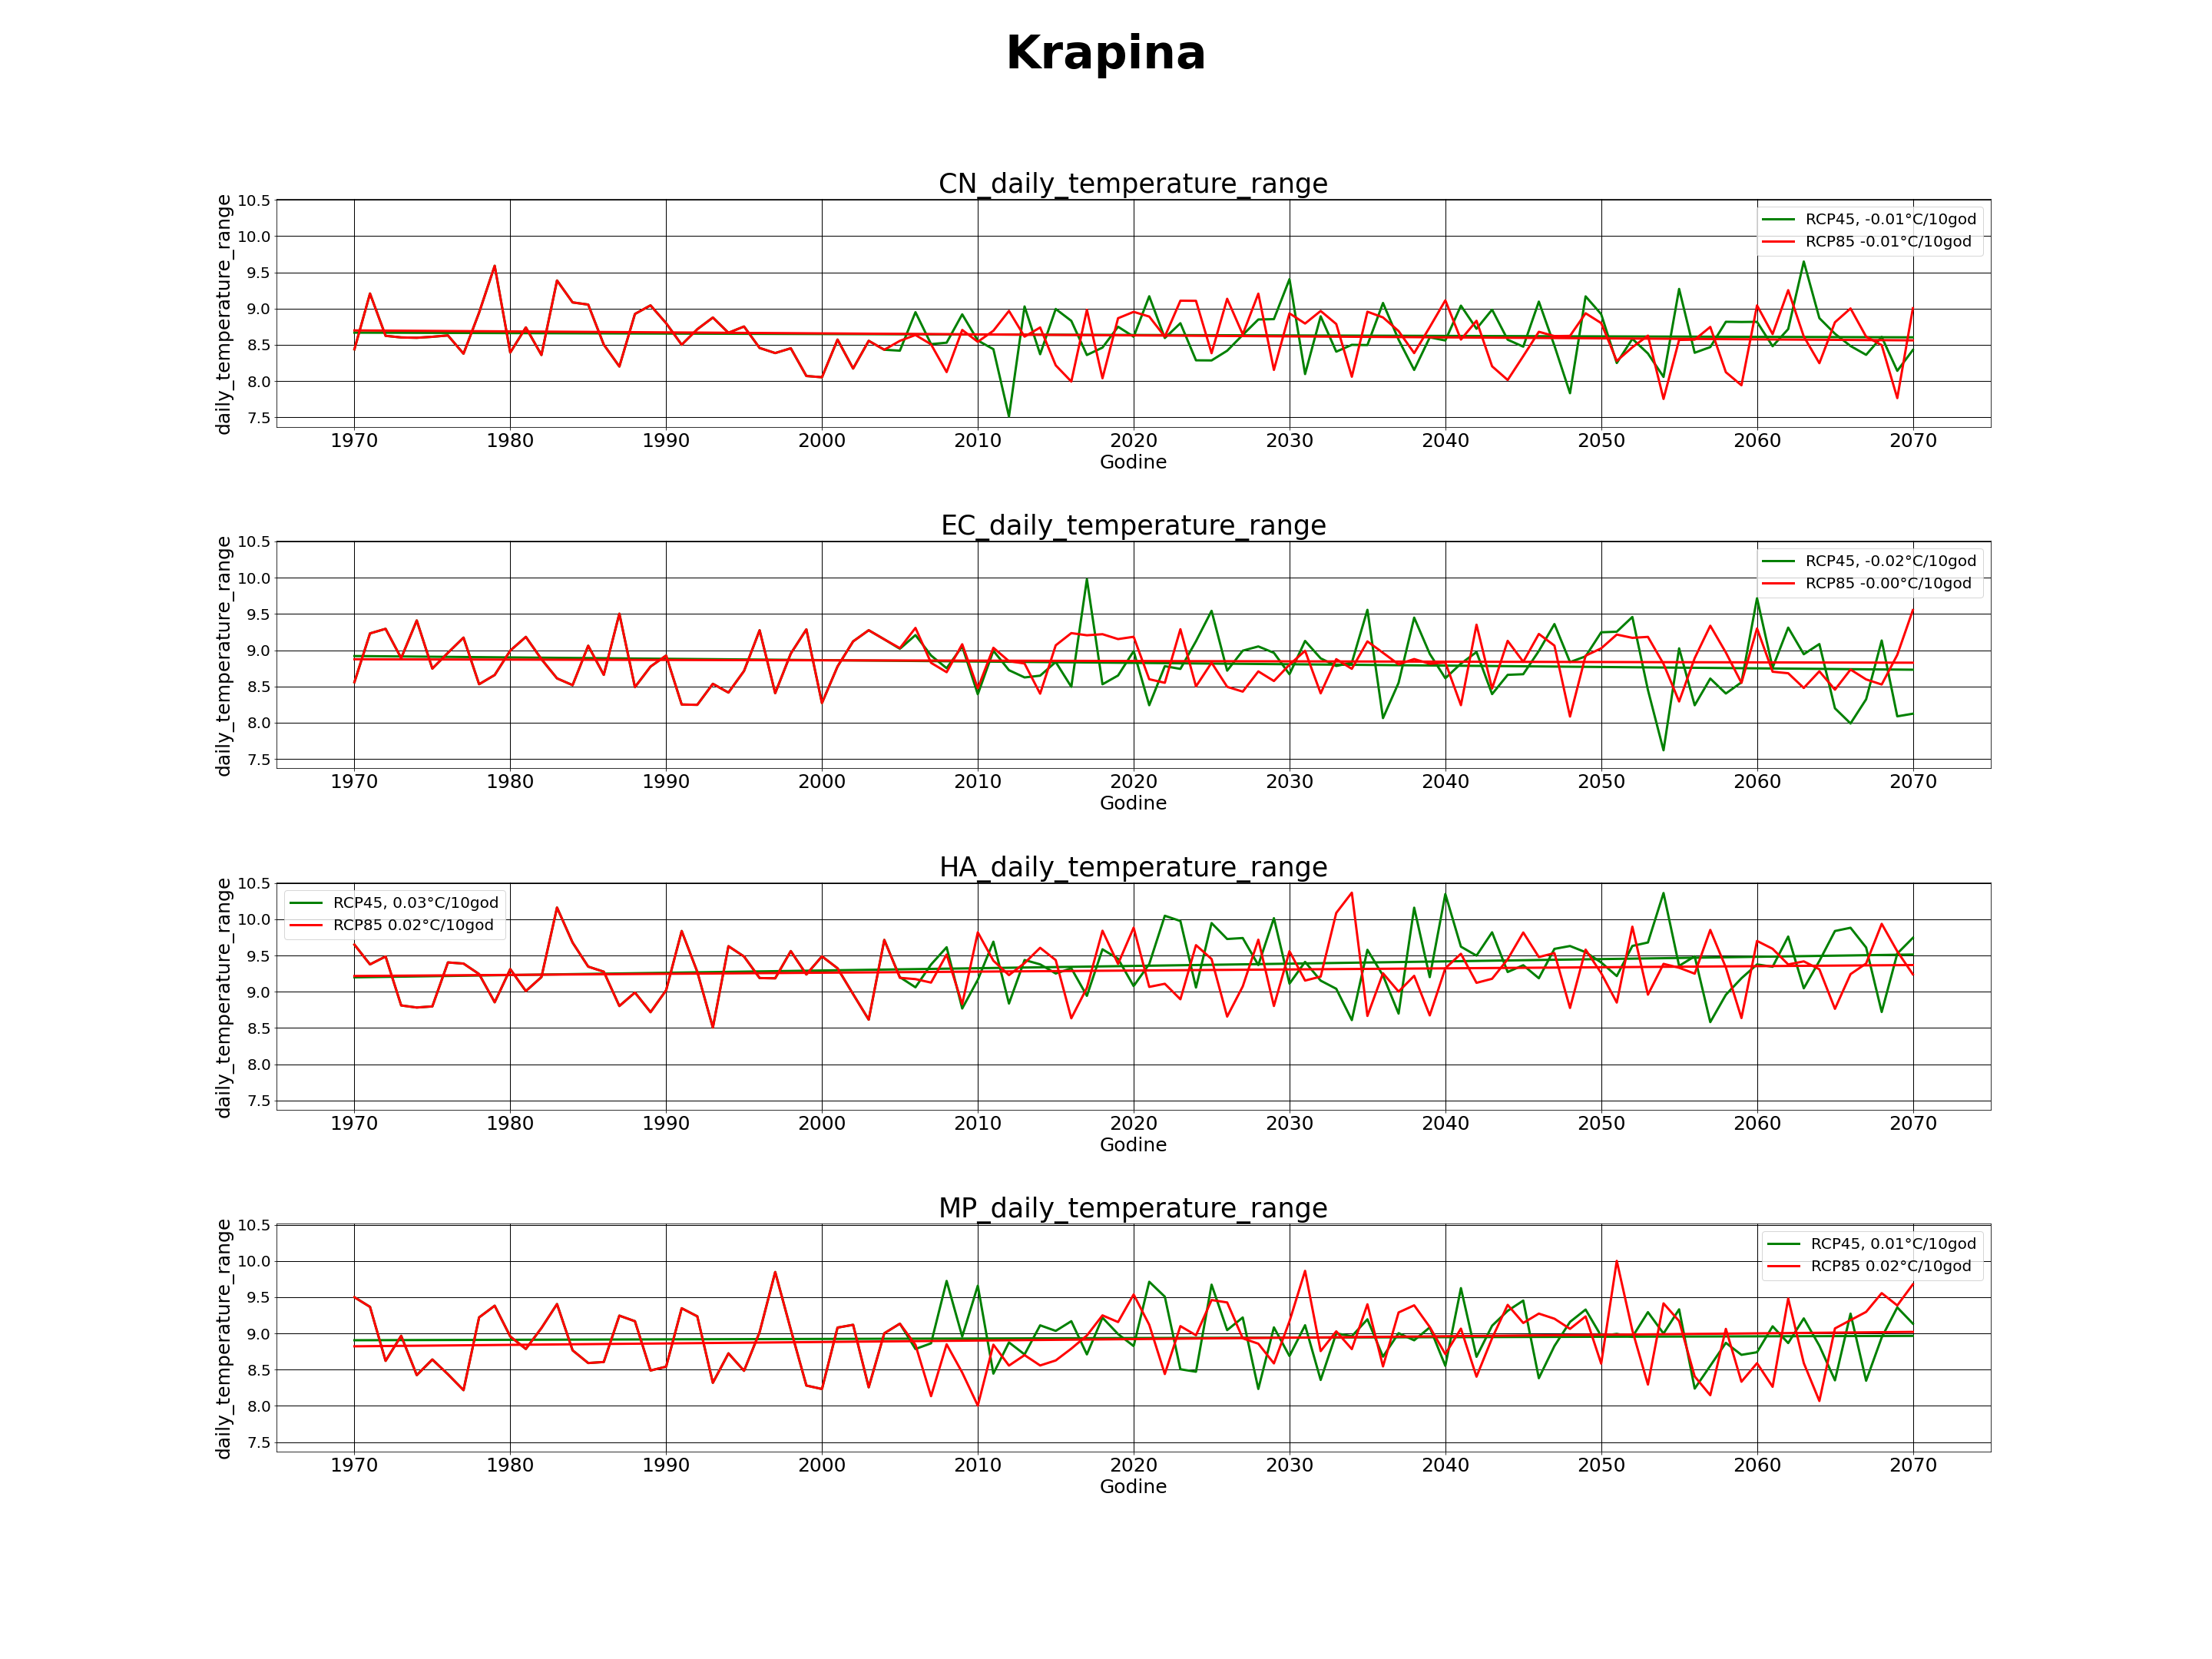 Krapina
CN_daily_temperature_range
daily_temperature_range
10.5
10.0
9.5
9.0
8.5
8.0
7.5
RCP45, -0.01°C/10god
RCP85 -0.01°C/10god
1970 1980 1990 2000 2010 2020 2030 2040 2050 2060 2070
Godine
EC_daily_temperature_range
daily_temperature_range
10.5
10.0
9.5
9.0
8.5
8.0
7.5
RCP45, -0.02°C/10god
RCP85 -0.00°C/10god
1970 1980 1990 2000 2010 2020 2030 2040 2050 2060 2070
Godine
HA_daily_temperature_range
daily_temperature_range
10.5
10.0
9.5
9.0
8.5
8.0
7.5
RCP45, 0.03°C/10god
RCP85 0.02°C/10god
1970 1980 1990 2000 2010 2020 2030 2040 2050 2060 2070
Godine
MP_daily_temperature_range
daily_temperature_range
10.5
10.0
9.5
9.0
8.5
8.0
7.5
RCP45, 0.01°C/10god
RCP85 0.02°C/10god
1970 1980 1990 2000 2010 2020 2030 2040 2050 2060 2070
Godine